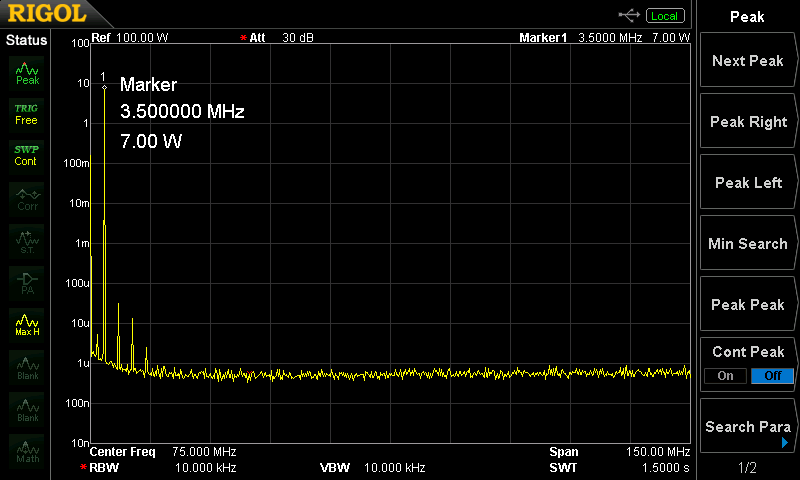 RIGOL
Local
Status
Ref 100.00 W
Att 30 dB
Marker1 3.5000 MHz 7.00 W
Peak
TRIG
Free
SWP
Cont
Corr
S.T.
PA
Max H
Blank
Blank
Math
100
10
1
100m
10m
1m
100u
10u
1u
100n
10n
1
Marker
3.500000 MHz
7.00 W
Center Freq 75.000 MHz
Span 150.00 MHz
RBW 10.000 kHz
VBW 10.000 kHz
SWT 1.5000 s
Peak
Next Peak
Peak Right
Peak Left
Min Search
Peak Peak
Cont Peak
On Off
Search Para
1/2